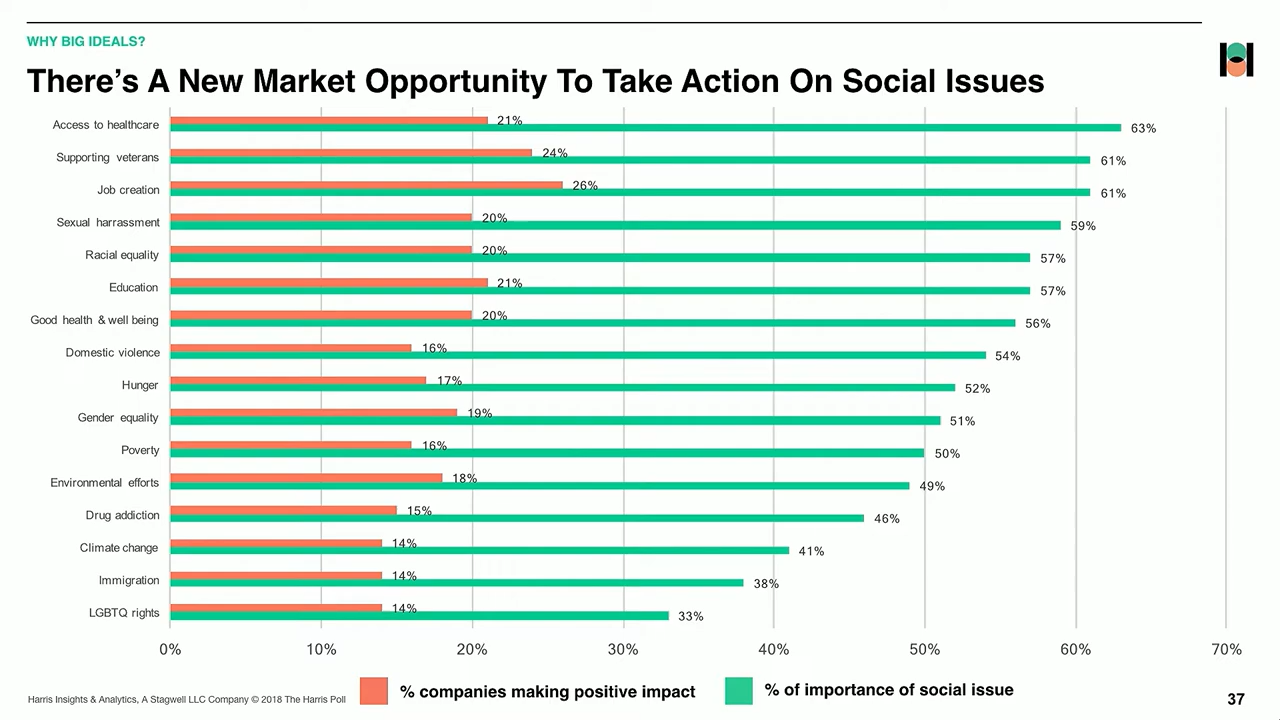 WHY BIG IDEALS?
There's A New Market Opportunity To Take Action On Social Issues
Access to healthcare 21% 63%
Supporting veterans 24% 61%
Job creation 26% 61%
Sexual harrassment 20% 59%
Racial equality 20% 57%
Education 21% 57%
Good health & well being 20% 56%
Domestic violence 16% 54%
Hunger 17% 52%
Gender equality 19% 51%
Poverty 16% 50%
Environmental efforts 18% 49%
Drug addiction 15% 46%
Climate change 14% 41%
Immigration 14% 38%
LGBTQ rights 14% 33%
0% 10% 20% 30% 40% 50% 60% 70%
% companies making positive impact % of importance of social issue
Harris Insights & Analytics, A Stagwell LLC Company © 2018 The Harris Poll
37